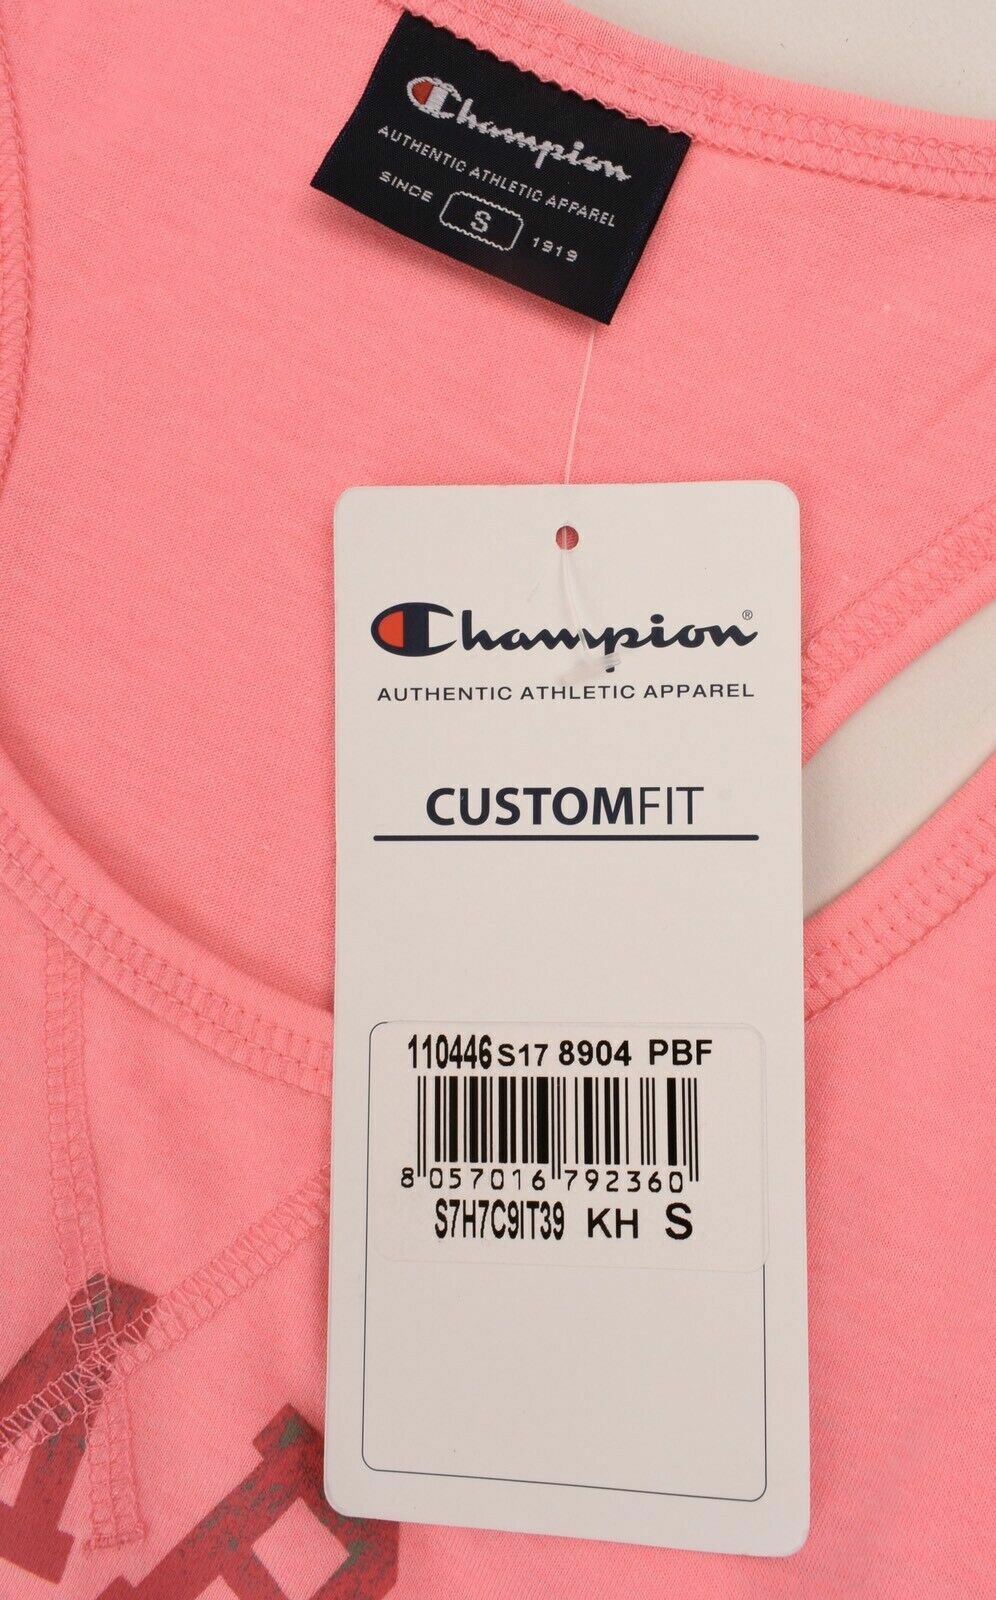 Champion
AUTHENTIC ATHLETIC APPAREL
SINCE S 1919
Champion®
AUTHENTIC ATHLETIC APPAREL
CUSTOMFIT
110446 S17 8904 PBF
8 057016 792360
S7H7C9IT39 KH S